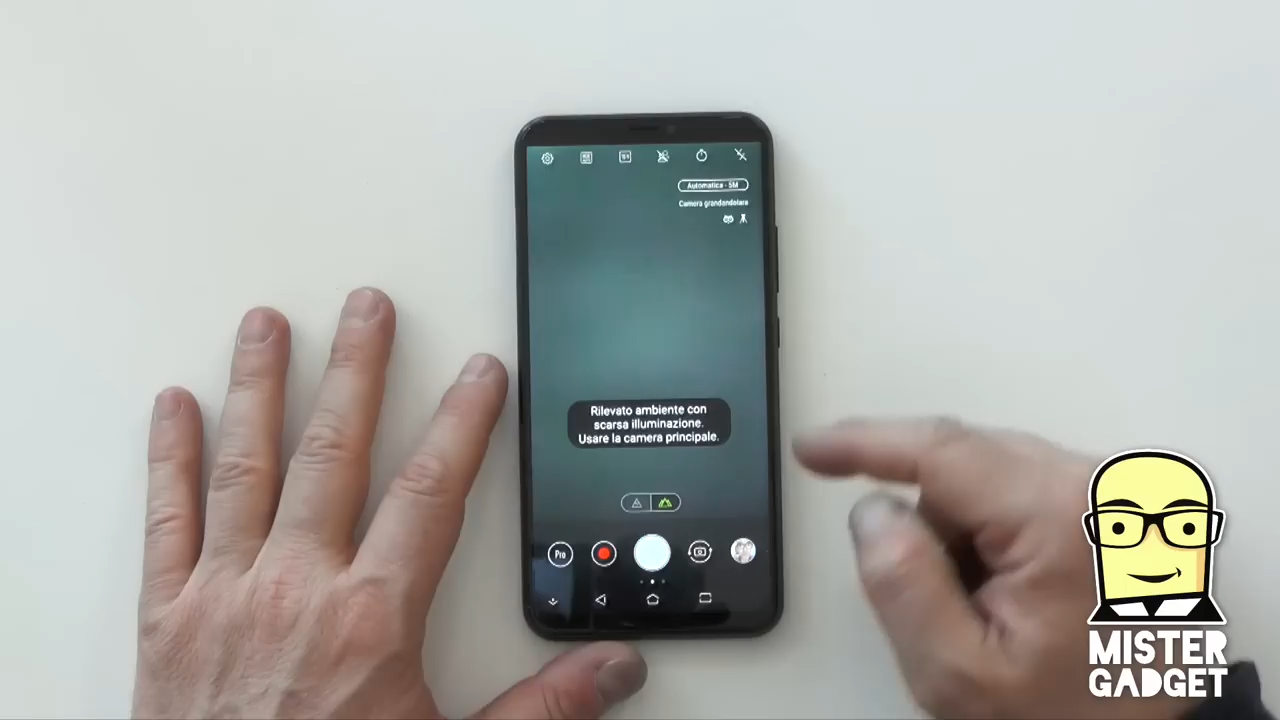 Automatica - 5M
Camera grandangolare
Rilevato ambiente con
scarsa illuminazione.
Usare la camera principale.
Pro
MISTER
GADGET